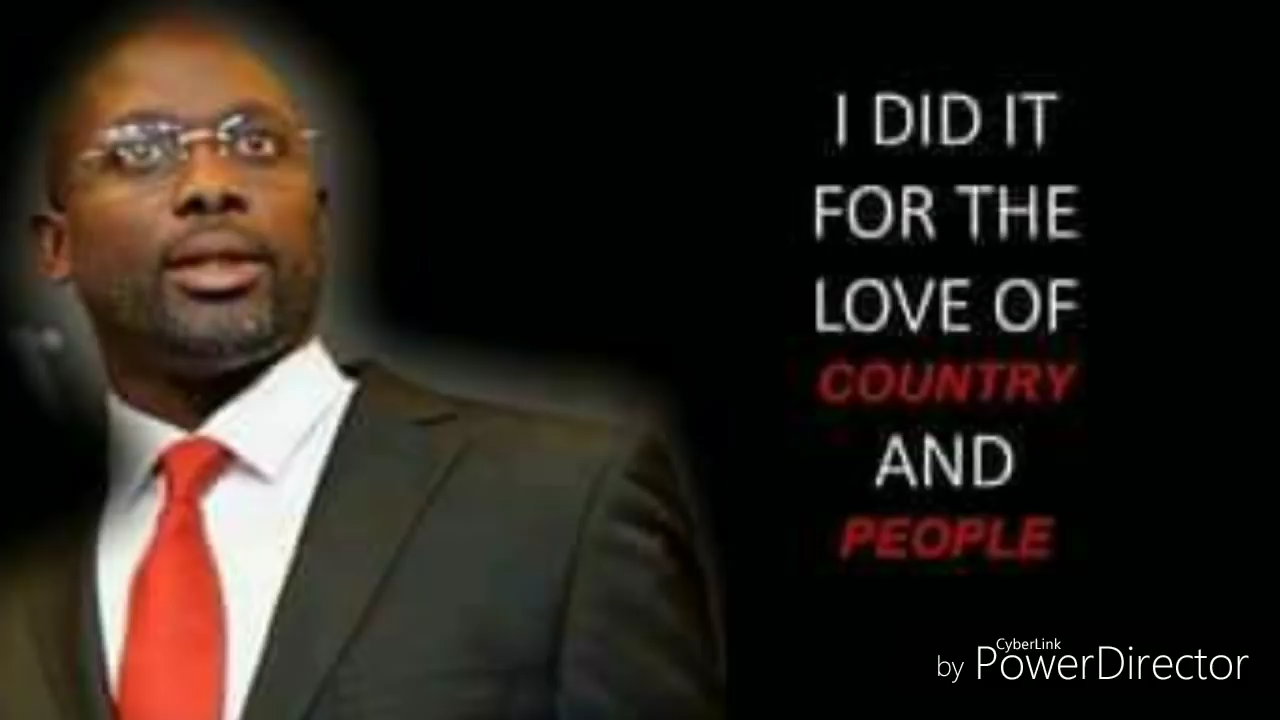 I DID IT
FOR THE
LOVE OF
COUNTRY
AND
PEOPLE
CyberLink
by PowerDirector